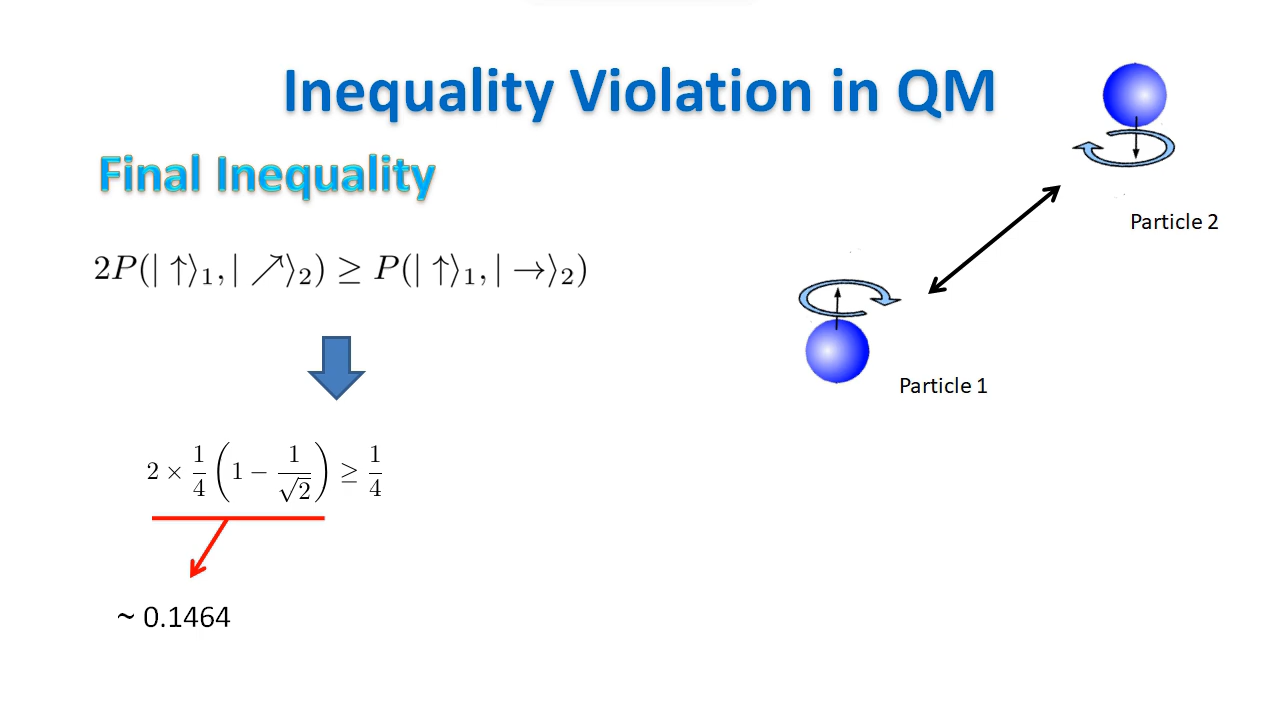 Inequality Violation in QM
Final Inequality
Particle 2
2P(| ↑⟩₁, | ↗⟩₂) ≥ P(| ↑⟩₁, | →⟩₂)
Particle 1
2 × 1/4 (1 − 1/√2) ≥ 1/4
~ 0.1464